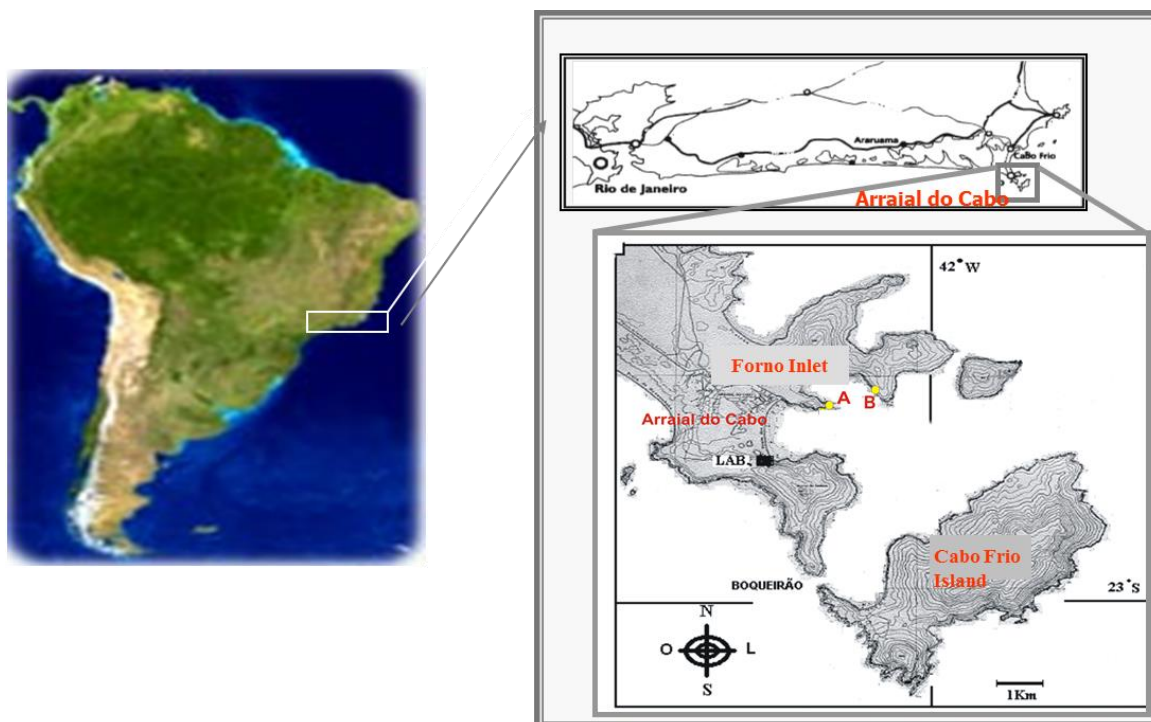 Araruama
Cabo Frio
Rio de Janeiro
Arraial do Cabo
42°W
Forno Inlet
A
B
Arraial do Cabo
LAB.
Cabo Frio
Island
BOQUEIRÃO
23°S
N
O L
S
1Km